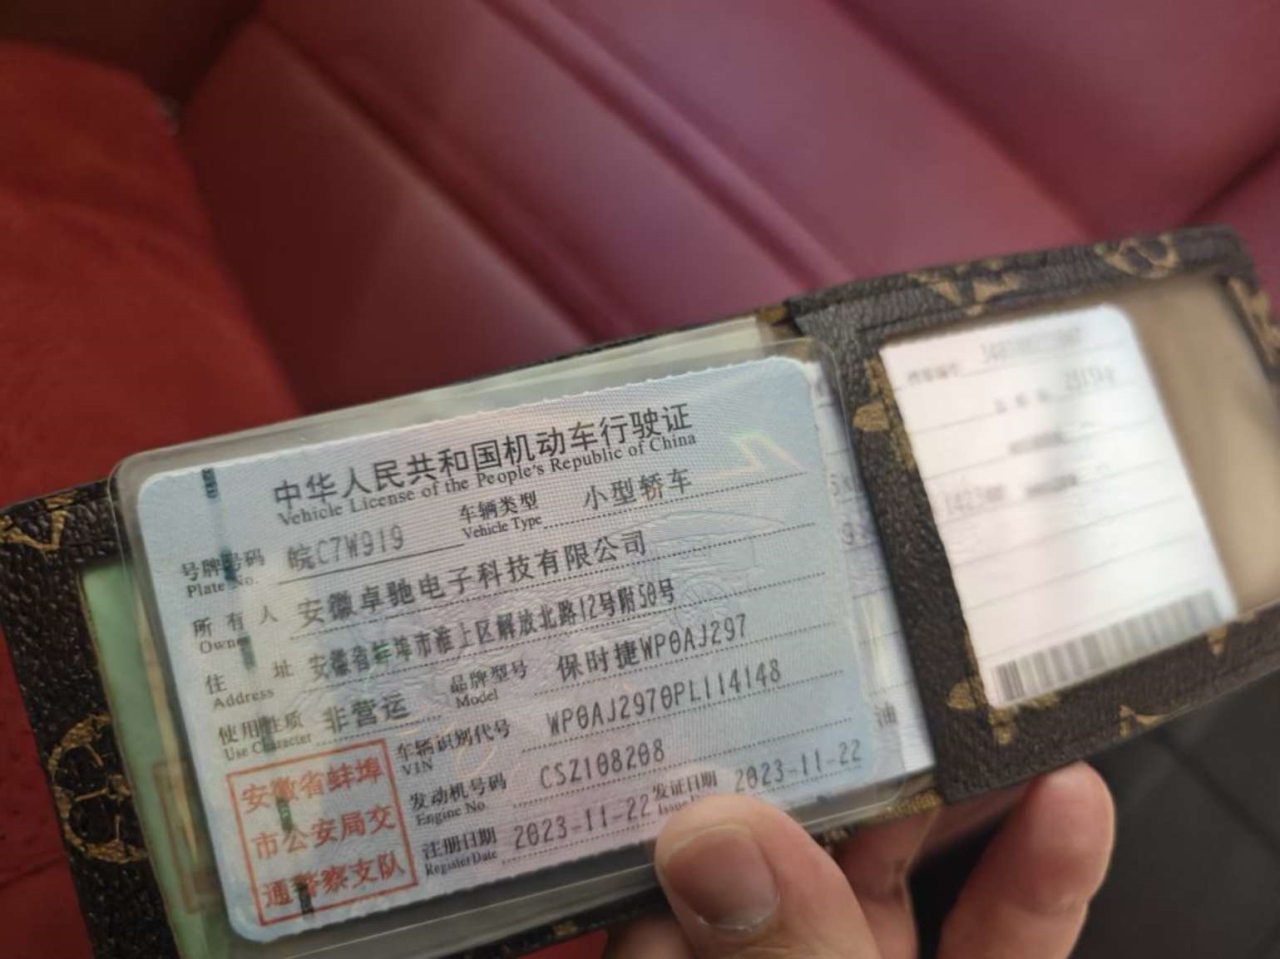 中华人民共和国机动车行驶证
Vehicle License of the People's Republic of China
号牌号码 Plate No. 皖C7W919 车辆类型 Vehicle Type 小型轿车
所有人 Owner 安徽卓驰电子科技有限公司
住址 Address 安徽省蚌埠市淮上区解放北路12号附50号
使用性质 Use Character 非营运 品牌型号 Model 保时捷WP0AJ297
车辆识别代号 VIN WP0AJ2970PL114148
发动机号码 Engine No. CSZ108208
注册日期 Register Date 2023-11-22 发证日期 Issue 2023-11-22
安徽省蚌埠
市公安局交
通警察支队
油